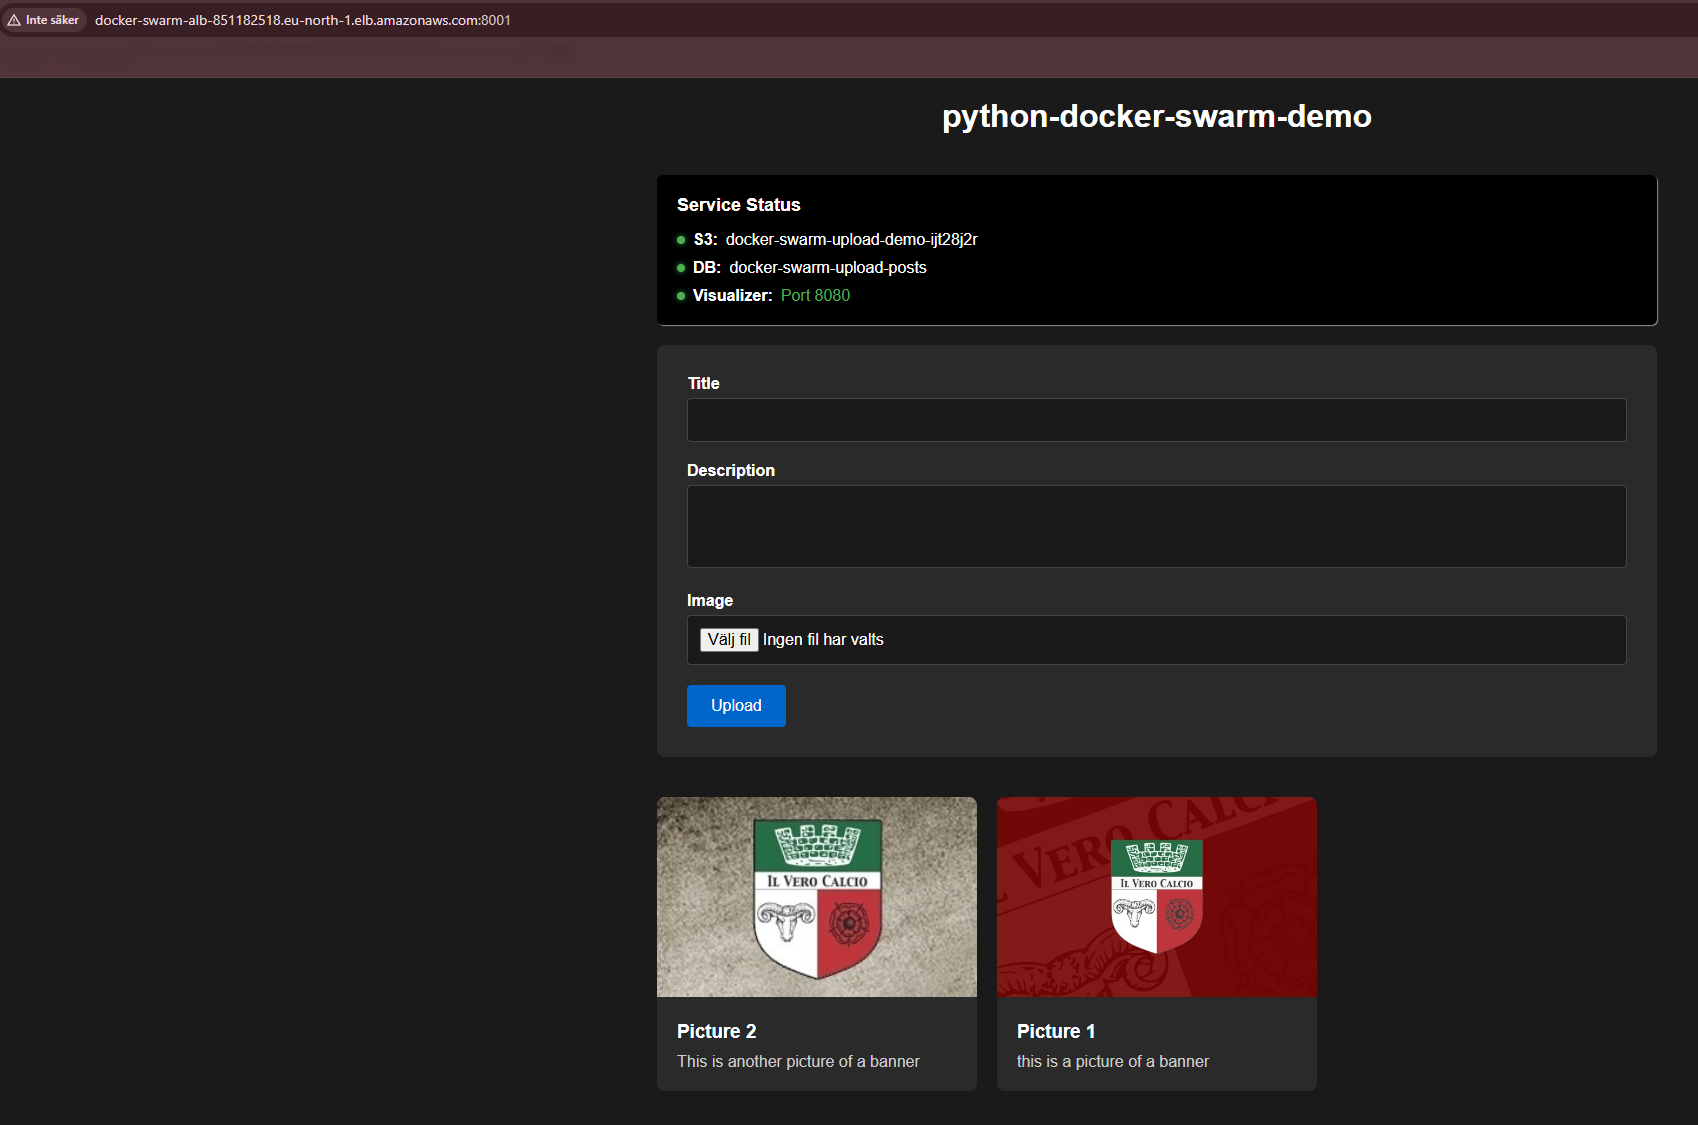 Inte säker
docker-swarm-alb-851182518.eu-north-1.elb.amazonaws.com:8001
python-docker-swarm-demo
Service Status
S3: docker-swarm-upload-demo-ijt28j2r
DB: docker-swarm-upload-posts
Visualizer: Port 8080
Title
Description
Image
Välj fil Ingen fil har valts
Upload
IL VERO CALCIO
IL VERO CALCIO
VERO CALCIO
Picture 2
This is another picture of a banner
Picture 1
this is a picture of a banner